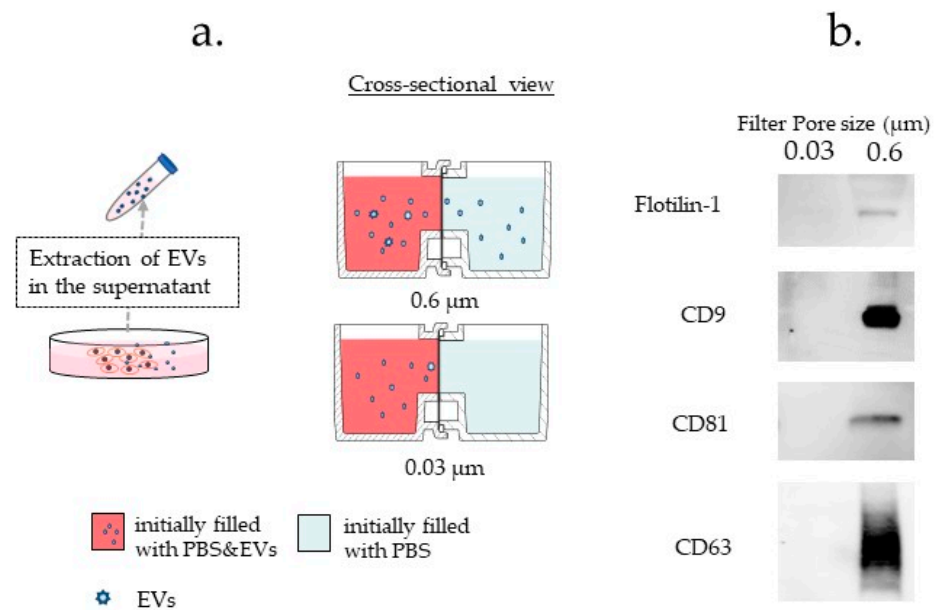 a.
Cross-sectional view
Extraction of EVs
in the supernatant
0.6 μm
0.03 μm
initially filled
with PBS&EVs
initially filled
with PBS
EVs
b.
Filter Pore size (μm)
0.03 0.6
Flotilin-1
CD9
CD81
CD63